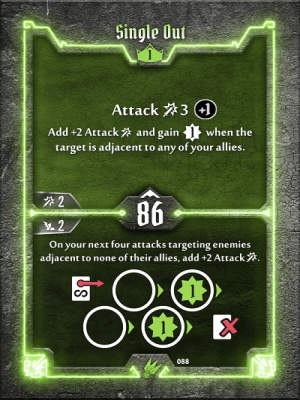 Single Out
1
Attack 3 +1
Add +2 Attack and gain 1 when the
target is adjacent to any of your allies.
2
86
2
On your next four attacks targeting enemies
adjacent to none of their allies, add +2 Attack.
S
1
1
088